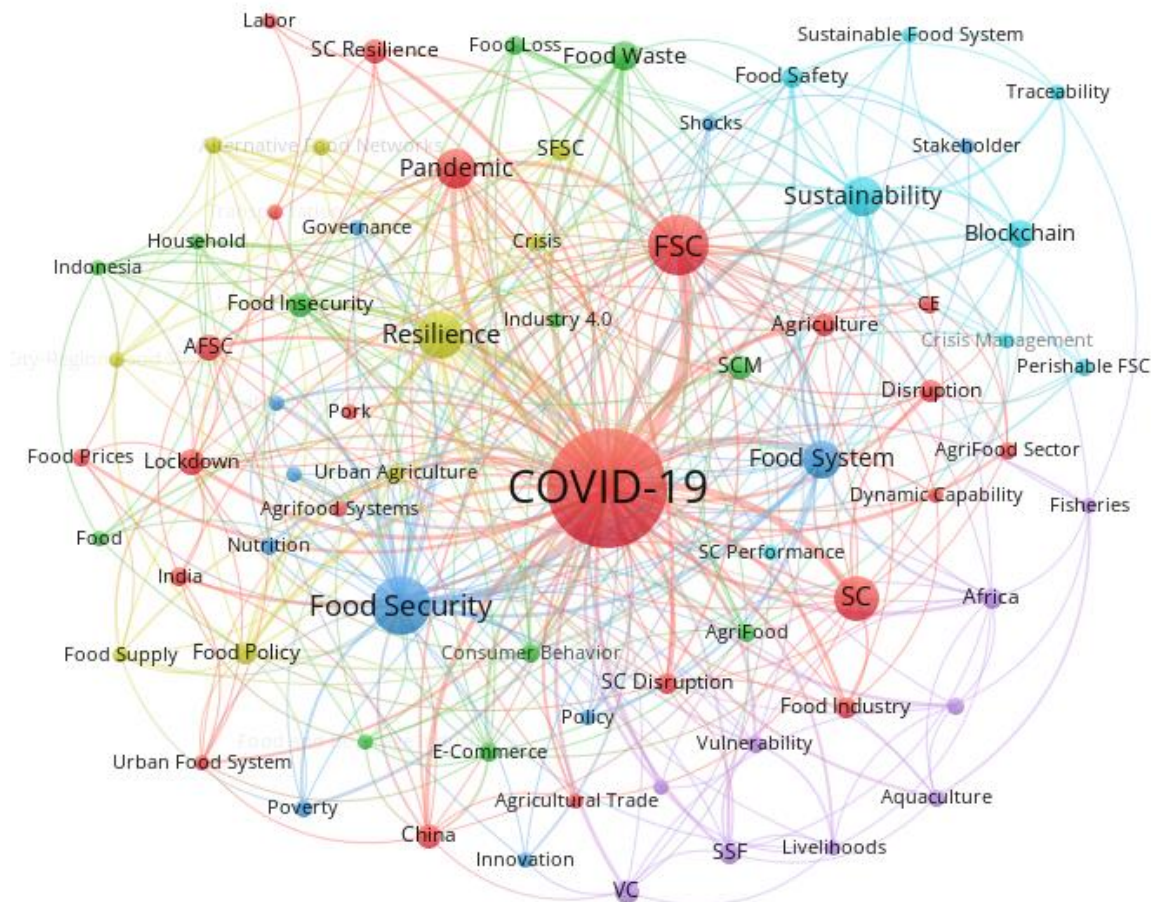 Labor
SC Resilience
Food Loss
Food Waste
Sustainable Food System
Food Safety
Traceability
Shocks
Alternative Food Networks
SFSC
Stakeholder
Pandemic
Sustainability
Governance
Household
Crisis
FSC
Blockchain
Indonesia
Food Insecurity
Industry 4.0
CE
Resilience
Agriculture
Crisis Management
AFSC
SCM
Perishable FSC
Pork
Disruption
Food Prices
Lockdown
Urban Agriculture
Food System
AgriFood Sector
COVID-19
Agrifood Systems
Dynamic Capability
Fisheries
Food
Nutrition
SC Performance
India
Food Security
SC
Africa
AgriFood
Food Supply
Food Policy
Consumer Behavior
SC Disruption
Food Industry
Policy
Vulnerability
Urban Food System
E-Commerce
Poverty
Agricultural Trade
Aquaculture
China
Innovation
SSF
Livelihoods
VC